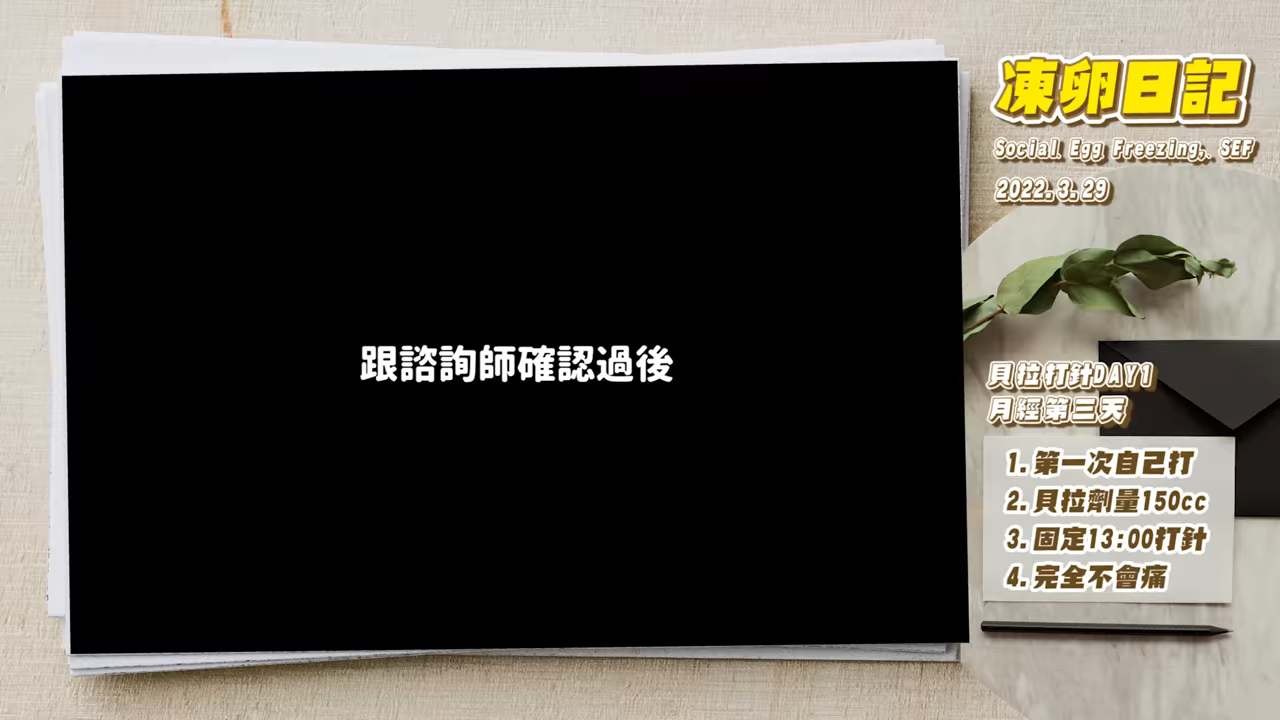 凍卵日記
Social Egg Freezing, SEF
2022.3.29
跟諮詢師確認過後
貝拉打針DAY1
月經第三天
1.第一次自己打
2.貝拉劑量150cc
3.固定13:00打針
4.完全不會痛